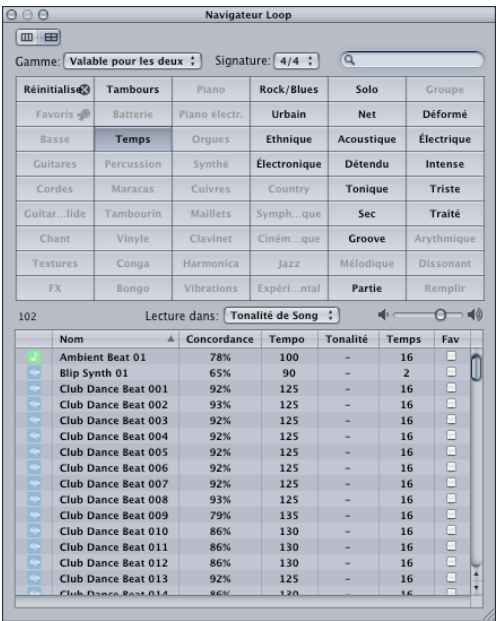 Navigateur Loop
Gamme: Valable pour les deux Signature: 4/4
Réinitialise Tambours Piano Rock/Blues Solo Groupe
Favoris Batterie Piano électr. Urbain Net Déformé
Basse Temps Orgues Ethnique Acoustique Électrique
Guitares Percussion Synthé Électronique Détendu Intense
Cordes Maracas Cuivres Country Tonique Triste
Guitar...lide Tambourin Maillets Symph...que Sec Traité
Chant Vinyle Clavinet Ciném...que Groove Arythmique
Textures Conga Harmonica Jazz Mélodique Dissonant
FX Bongo Vibrations Expéri...ntal Partie Remplir
102 Lecture dans: Tonalité de Song
Nom Concordance Tempo Tonalité Temps Fav
Ambient Beat 01 78% 100 – 16
Blip Synth 01 65% 90 – 2
Club Dance Beat 001 92% 125 – 16
Club Dance Beat 002 93% 125 – 16
Club Dance Beat 003 92% 125 – 16
Club Dance Beat 004 92% 125 – 16
Club Dance Beat 005 92% 125 – 16
Club Dance Beat 006 92% 125 – 16
Club Dance Beat 007 92% 125 – 16
Club Dance Beat 008 93% 125 – 16
Club Dance Beat 009 79% 135 – 16
Club Dance Beat 010 86% 130 – 16
Club Dance Beat 011 86% 130 – 16
Club Dance Beat 012 86% 130 – 16
Club Dance Beat 013 92% 125 – 16
Club Dance Beat 014 86% 130 – 16